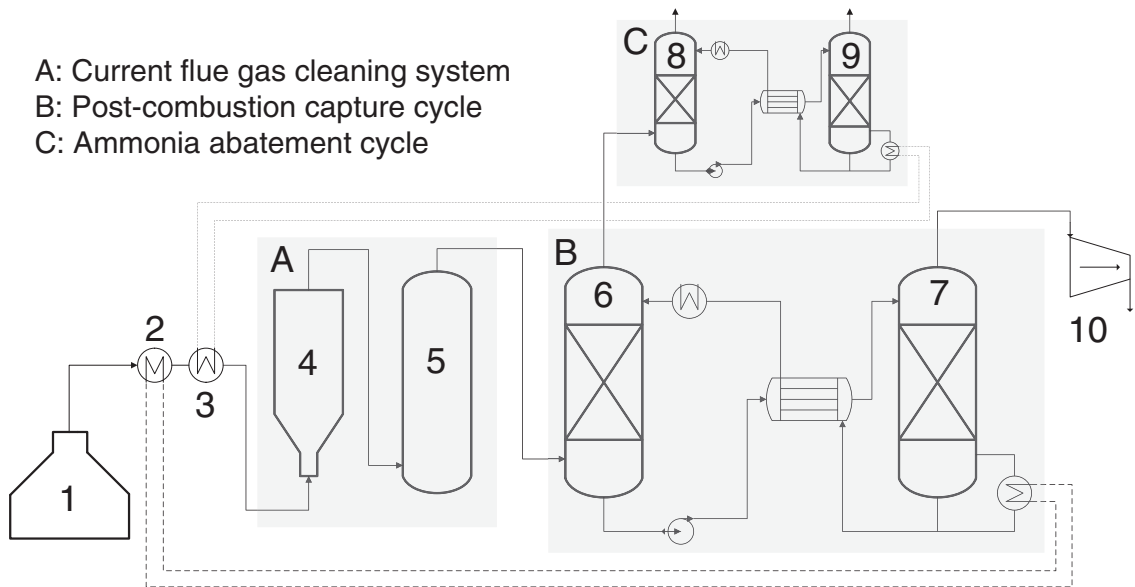 A: Current flue gas cleaning system
B: Post-combustion capture cycle
C: Ammonia abatement cycle
C
8
9
A
B
1
2
3
4
5
6
7
10